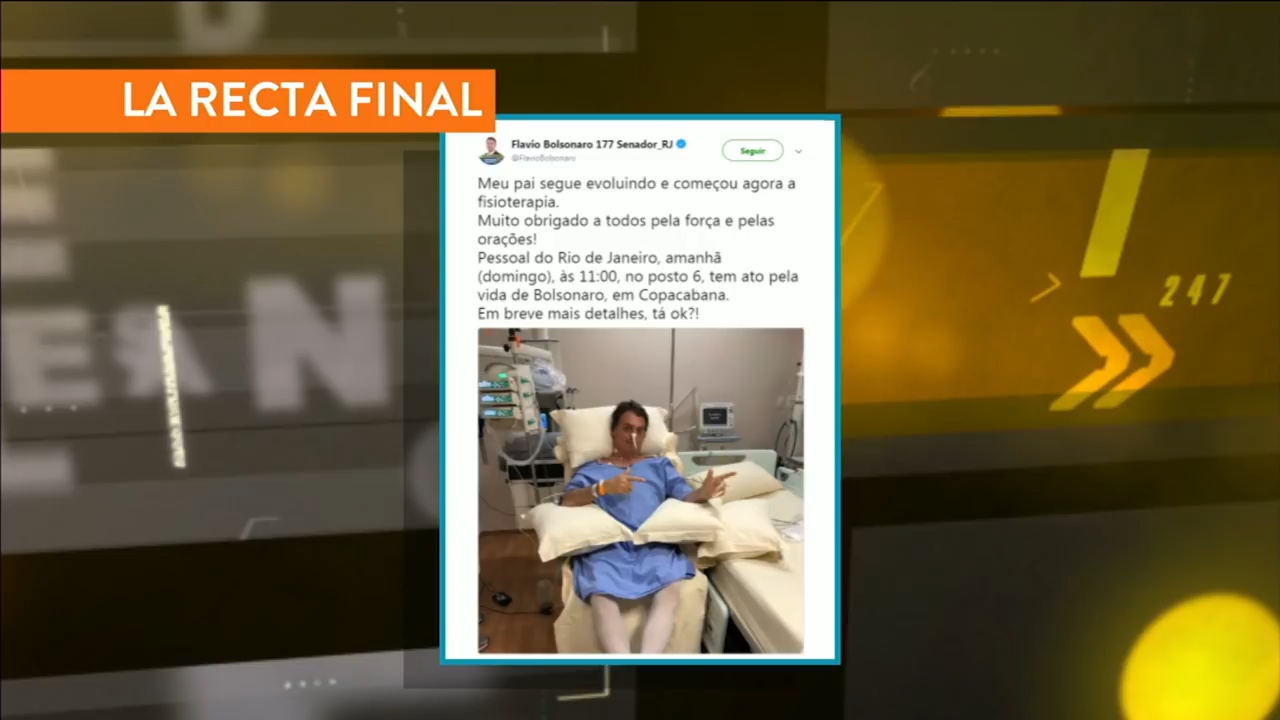 LA RECTA FINAL
Flavio Bolsonaro 177 Senador_RJ
@FlavioBolsonaro
Seguir
Meu pai segue evoluindo e começou agora a
fisioterapia.
Muito obrigado a todos pela força e pelas
orações!
Pessoal do Rio de Janeiro, amanhã
(domingo), às 11:00, no posto 6, tem ato pela
vida de Bolsonaro, em Copacabana.
Em breve mais detalhes, tá ok?!
247